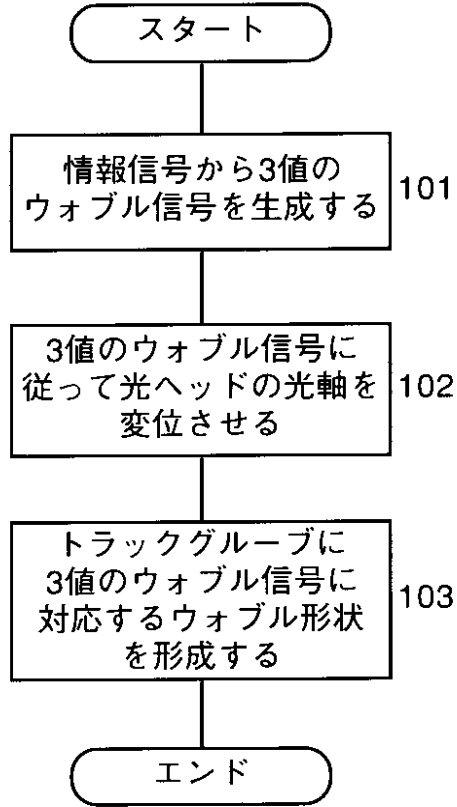 スタート
情報信号から3値の
ウォブル信号を生成する
101
3値のウォブル信号に
従って光ヘッドの光軸を
変位させる
102
トラックグルーブに
3値のウォブル信号に
対応するウォブル形状
を形成する
103
エンド